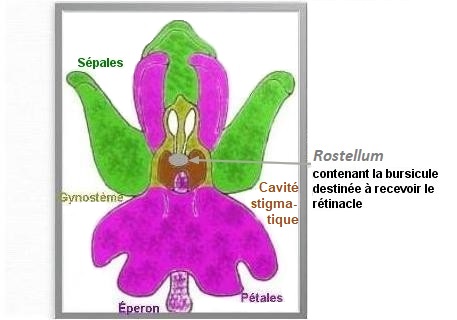 Sépales
Rostellum
contenant la bursicule
destinée à recevoir le
rétinacle
Gynostème
Cavité
stigma-
tique
Pétales
Éperon